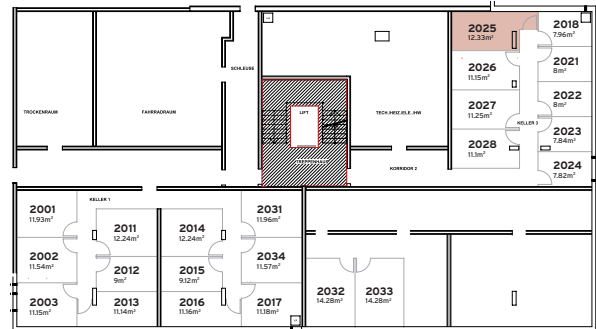 2025
12.33m²
2018
7.96m²
2026
11.15m²
2021
8m²
SCHLEUSE
2022
8m²
2027
11.25m²
TROCKENRAUM
FAHRRADRAUM
LIFT
TECH./HEIZ./ELE. /HW
KELLER 3
2023
7.84m²
2028
11.1m²
KORRIDOR 2
2024
7.82m²
KELLER 1
2001
11.93m²
2011
12.24m²
2014
12.24m²
2031
11.96m²
2002
11.54m²
2012
9m²
2015
9.12m²
2034
11.57m²
2032
14.28m²
2033
14.28m²
2003
11.15m²
2013
11.14m²
2016
11.16m²
2017
11.18m²